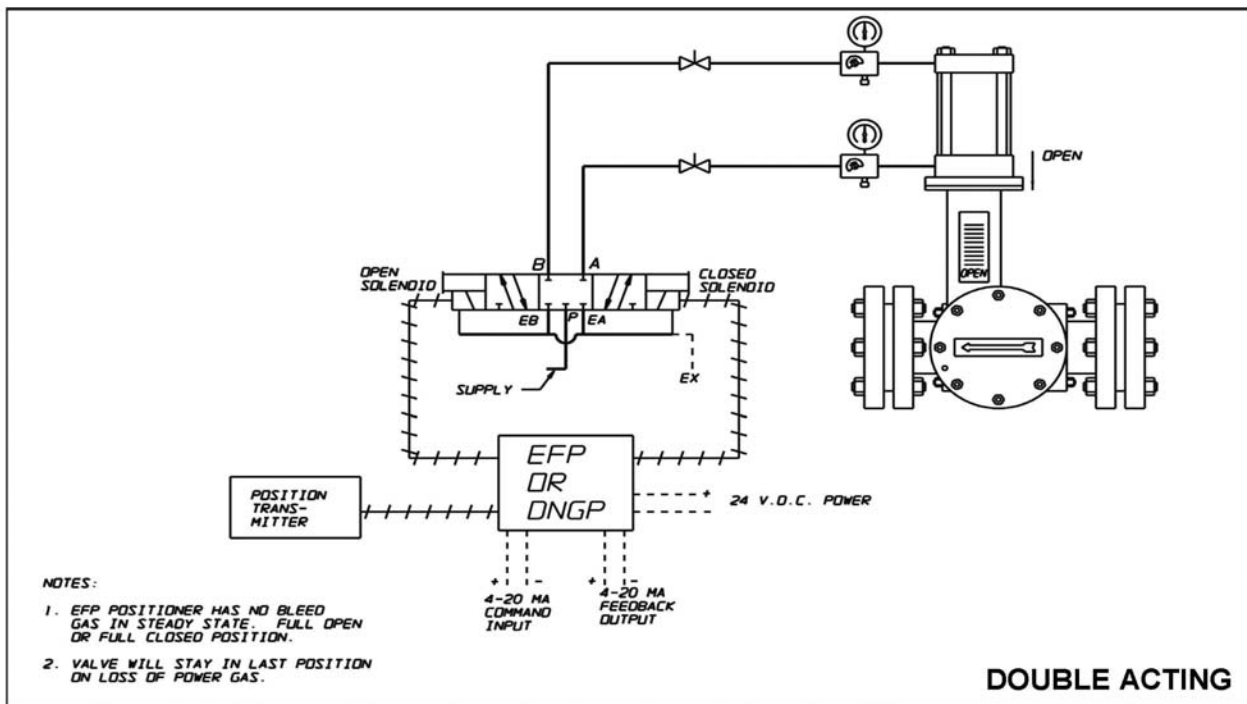 OPEN
B
A
OPEN
SOLENOID
CLOSED
SOLENOID
OPEN
EB
P
EA
EX
SUPPLY
EFP
OR
DNGP
POSITION
TRANS-
MITTER
+
-
24 V.D.C. POWER
+ -
4-20 MA
COMMAND
INPUT
+ -
4-20 MA
FEEDBACK
OUTPUT
NOTES:
1. EFP POSITIONER HAS NO BLEED
GAS IN STEADY STATE. FULL OPEN
OR FULL CLOSED POSITION.
2. VALVE WILL STAY IN LAST POSITION
ON LOSS OF POWER GAS.
DOUBLE ACTING